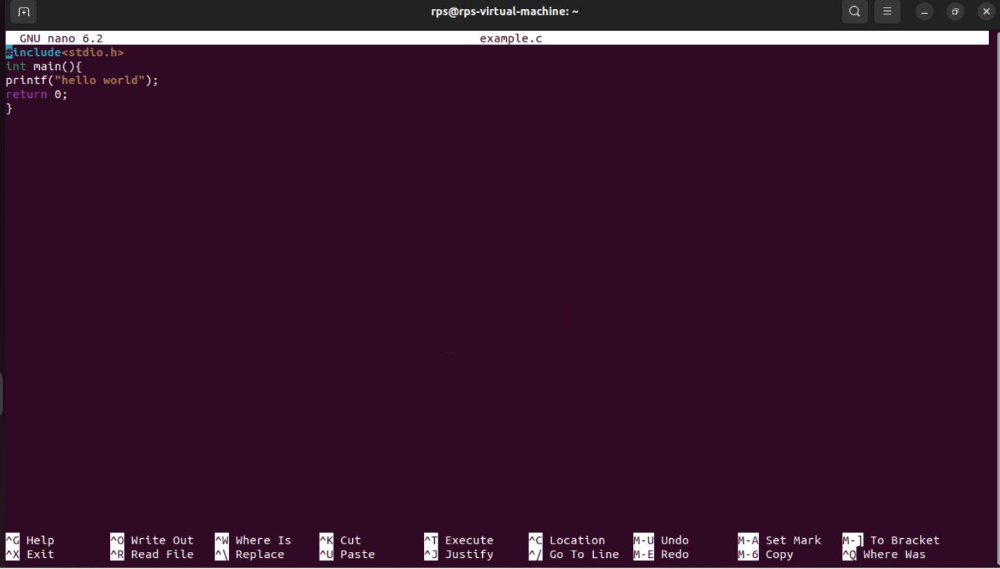 rps@rps-virtual-machine: ~
GNU nano 6.2 example.c
#include<stdio.h>
int main(){
printf("hello world");
return 0;
}
^G Help ^O Write Out ^W Where Is ^K Cut ^T Execute ^C Location M-U Undo M-A Set Mark M-] To Bracket
^X Exit ^R Read File ^\ Replace ^U Paste ^J Justify ^/ Go To Line M-E Redo M-6 Copy ^Q Where Was